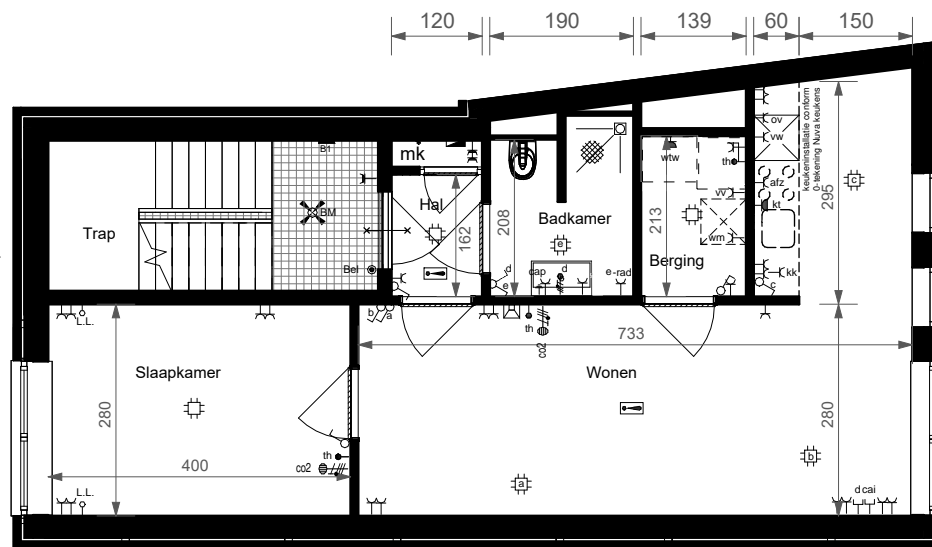 120 190 139 60 150
keukeninstallatie conform
0-tekening Nuva keukens
B1 mk ov
vw
wtw th c
Hal afz 295
BM vv kt
Trap 162 208 Badkamer 213
e wm
Bel Berging kk
d cap d e-rad c
e
L.L. b a th 733
co2
Slaapkamer Wonen
280 280
th b
400 co2
a
L.L. d cai